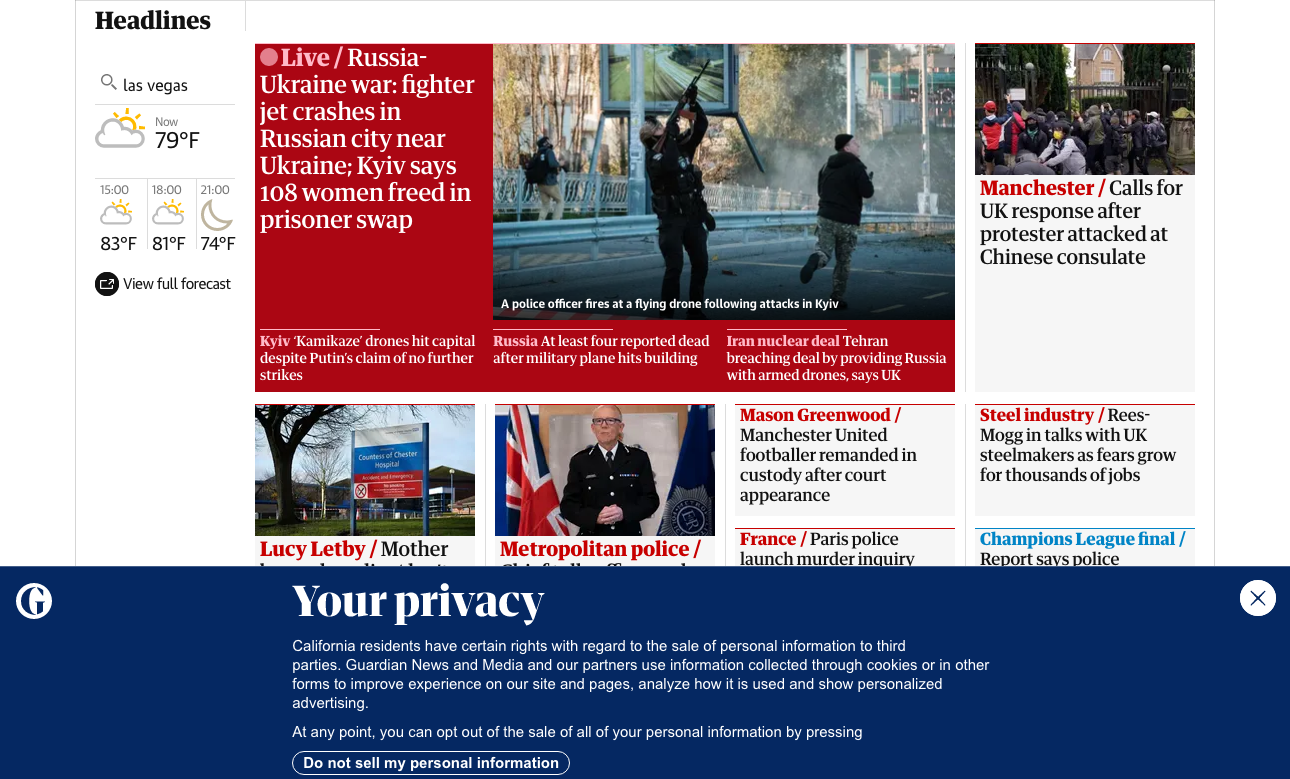 Headlines
las vegas
Now
79°F
15:00
18:00
21:00
83°F
81°F
74°F
View full forecast
Live / Russia-
Ukraine war: fighter
jet crashes in
Russian city near
Ukraine; Kyiv says
108 women freed in
prisoner swap
A police officer fires at a flying drone following attacks in Kyiv
Kyiv ‘Kamikaze’ drones hit capital
despite Putin’s claim of no further
strikes
Russia At least four reported dead
after military plane hits building
Iran nuclear deal Tehran
breaching deal by providing Russia
with armed drones, says UK
Manchester / Calls for
UK response after
protester attacked at
Chinese consulate
Countess of Chester
Hospital
Accident and Emergency
No smoking
Lucy Letby / Mother
Metropolitan police /
Mason Greenwood /
Manchester United
footballer remanded in
custody after court
appearance
France / Paris police
launch murder inquiry
Steel industry / Rees-
Mogg in talks with UK
steelmakers as fears grow
for thousands of jobs
Champions League final /
Report says police
Your privacy
California residents have certain rights with regard to the sale of personal information to third
parties. Guardian News and Media and our partners use information collected through cookies or in other
forms to improve experience on our site and pages, analyze how it is used and show personalized
advertising.
At any point, you can opt out of the sale of all of your personal information by pressing
Do not sell my personal information